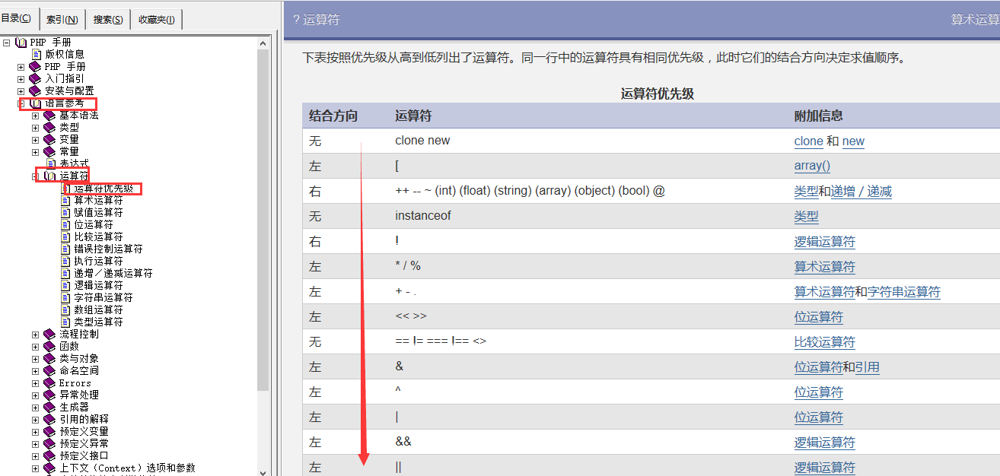 目录(C) 索引(N) 搜索(S) 收藏夹(I)
PHP 手册
版权信息
PHP 手册
入门指引
安装与配置
语言参考
基本语法
类型
变量
常量
表达式
运算符
运算符优先级
算术运算符
赋值运算符
位运算符
比较运算符
错误控制运算符
执行运算符
递增／递减运算符
逻辑运算符
字符串运算符
数组运算符
类型运算符
流程控制
函数
类与对象
命名空间
Errors
异常处理
生成器
引用的解释
预定义变量
预定义异常
预定义接口
上下文（Context）选项和参数
? 运算符 算术运算
下表按照优先级从高到低列出了运算符。同一行中的运算符具有相同优先级，此时它们的结合方向决定求值顺序。
运算符优先级
结合方向 运算符 附加信息
无 clone new clone 和 new
左 [ array()
右 ++ -- ~ (int) (float) (string) (array) (object) (bool) @ 类型和递增／递减
无 instanceof 类型
右 ! 逻辑运算符
左 * / % 算术运算符
左 + - . 算术运算符和字符串运算符
左 << >> 位运算符
无 == != === !== <> 比较运算符
左 & 位运算符和引用
左 ^ 位运算符
左 | 位运算符
左 && 逻辑运算符
左 || 逻辑运算符